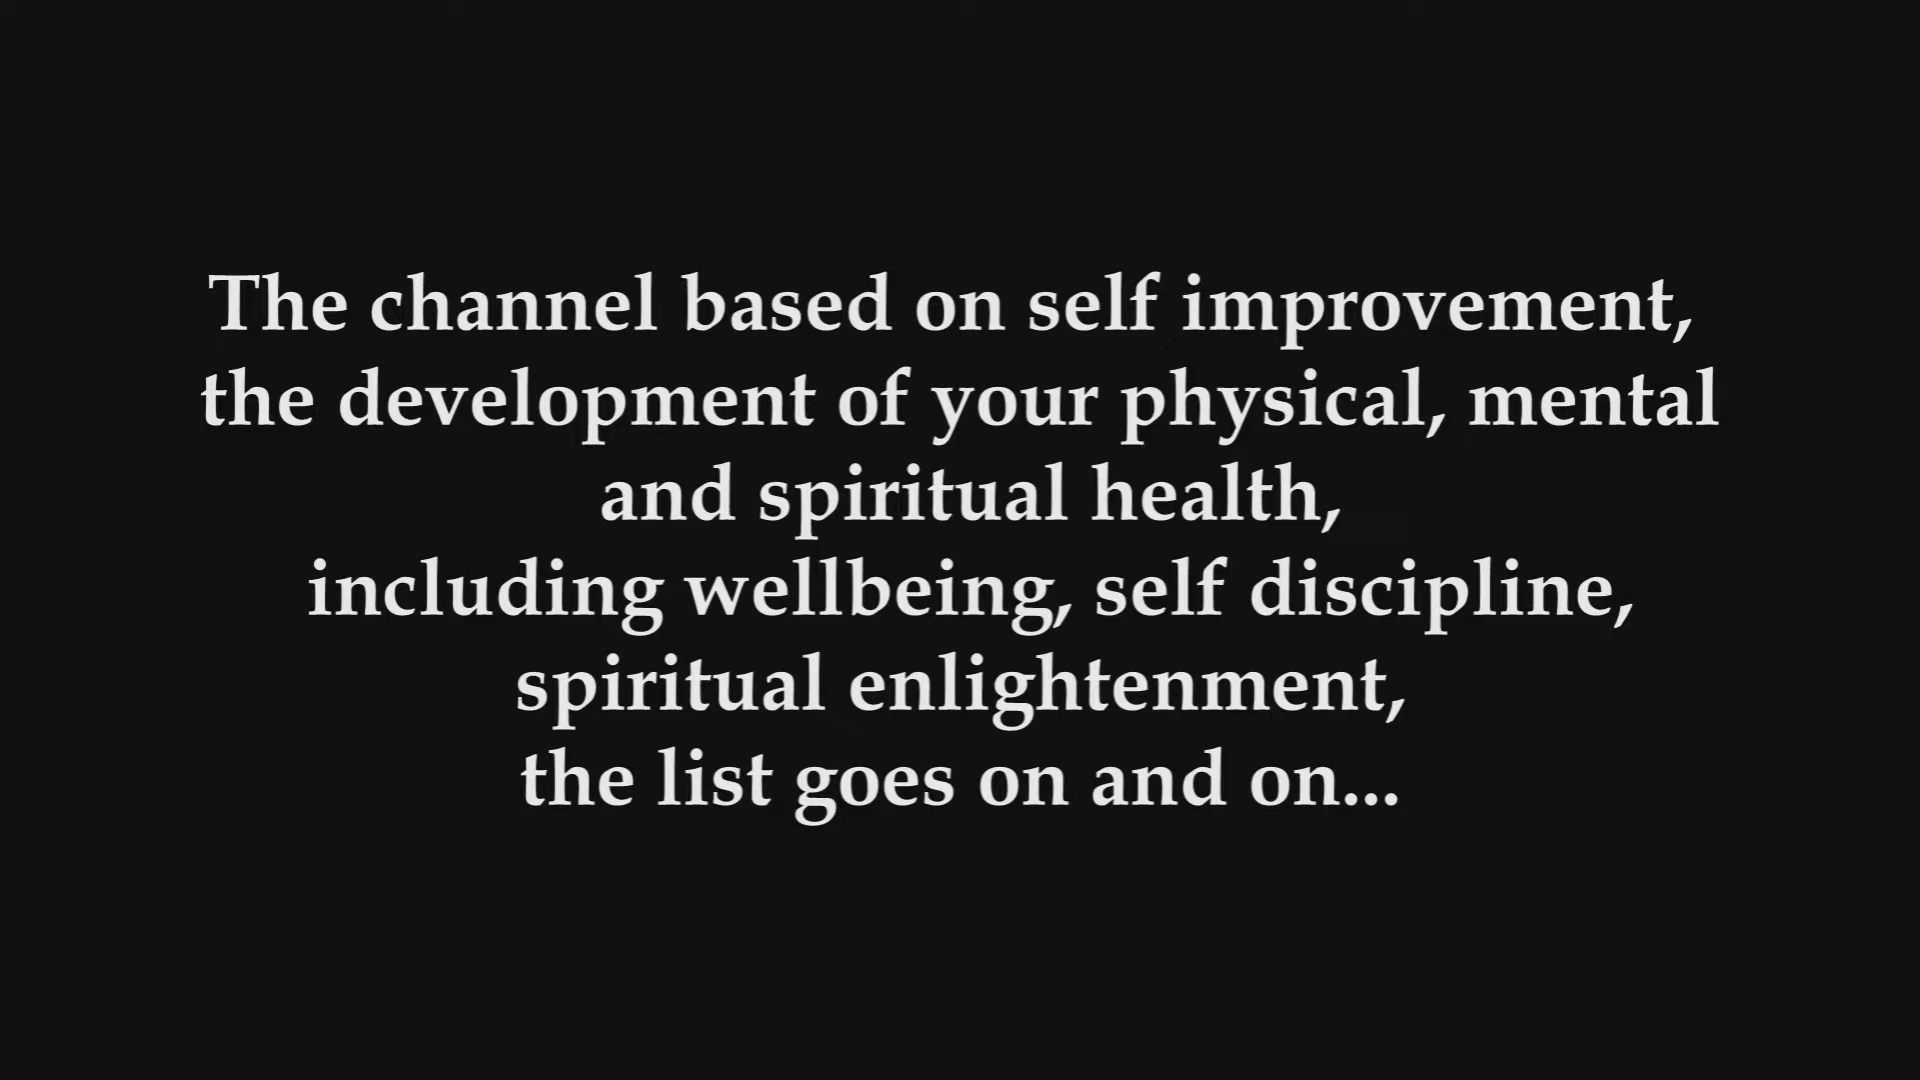 The channel based on self improvement,
the development of your physical, mental
and spiritual health,
including wellbeing, self discipline,
spiritual enlightenment,
the list goes on and on...